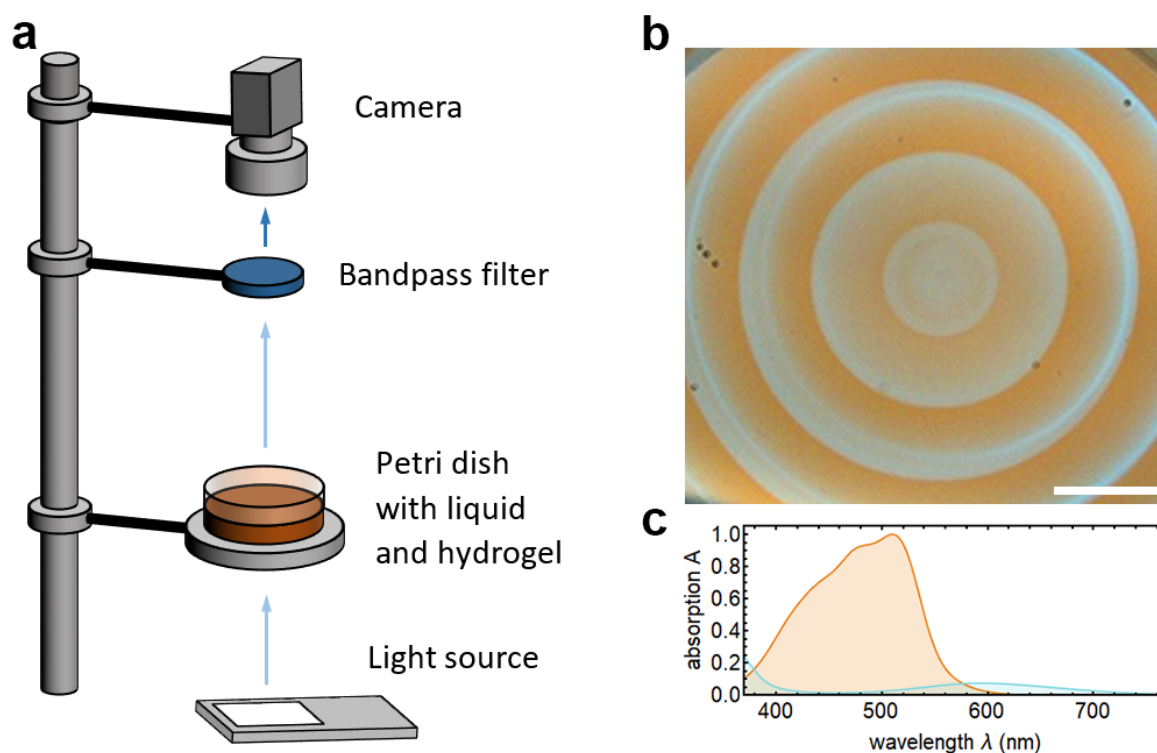 a
Camera
Bandpass filter
Petri dish
with liquid
and hydrogel
Light source
b
c
1.0
0.8
0.6
0.4
0.2
0.0
absorption A
400
500
600
700
wavelength λ (nm)